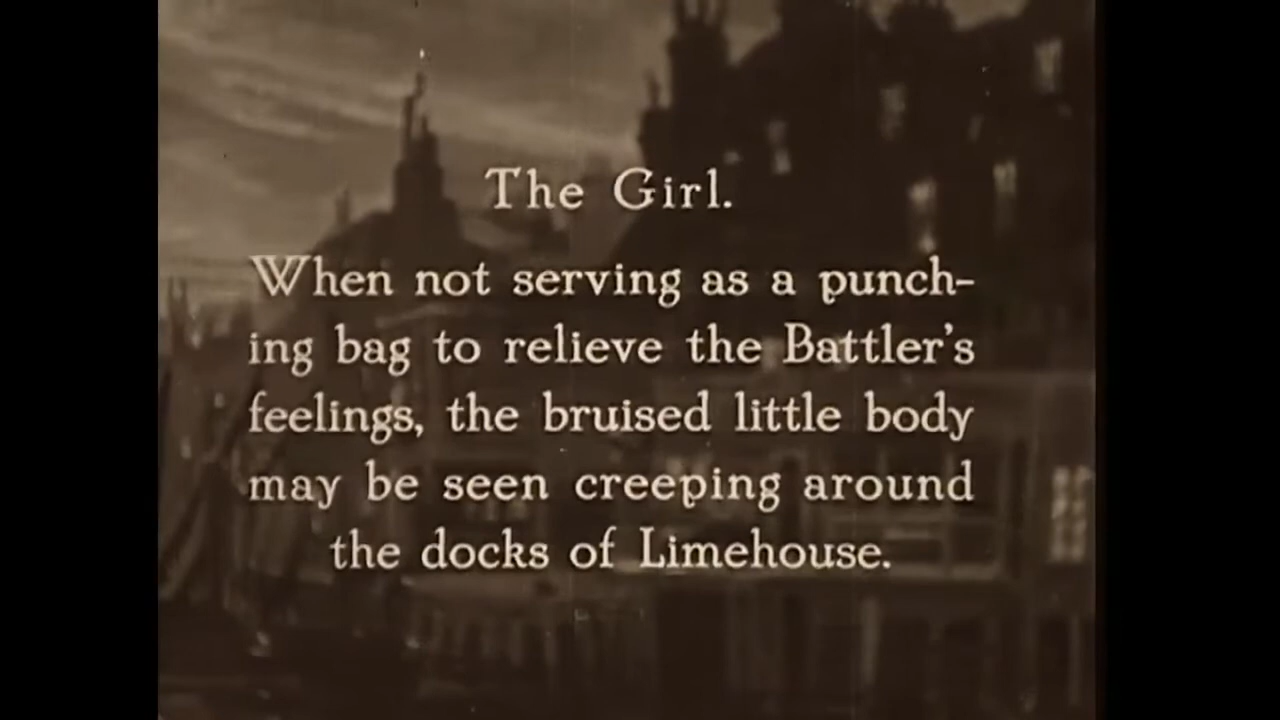 The Girl.
When not serving as a punch-
ing bag to relieve the Battler's
feelings, the bruised little body
may be seen creeping around
the docks of Limehouse.